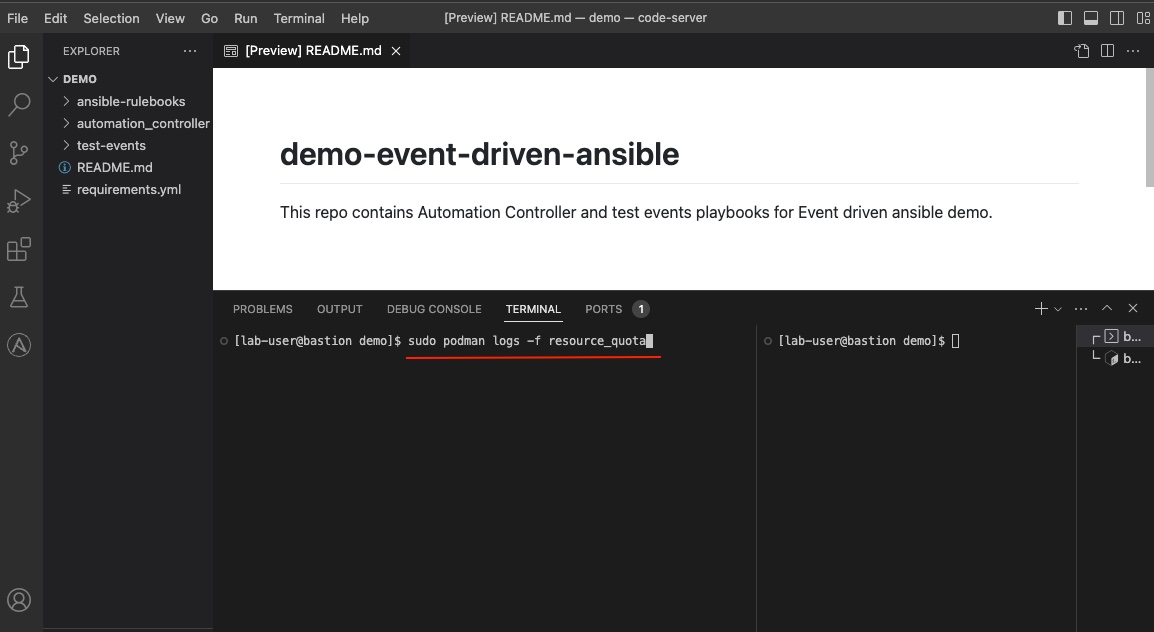 File Edit Selection View Go Run Terminal Help [Preview] README.md — demo — code-server
EXPLORER
[Preview] README.md
DEMO
ansible-rulebooks
automation_controller
test-events
README.md
requirements.yml
demo-event-driven-ansible
This repo contains Automation Controller and test events playbooks for Event driven ansible demo.
PROBLEMS OUTPUT DEBUG CONSOLE TERMINAL PORTS 1
[lab-user@bastion demo]$ sudo podman logs -f resource_quota
[lab-user@bastion demo]$
b...
b...